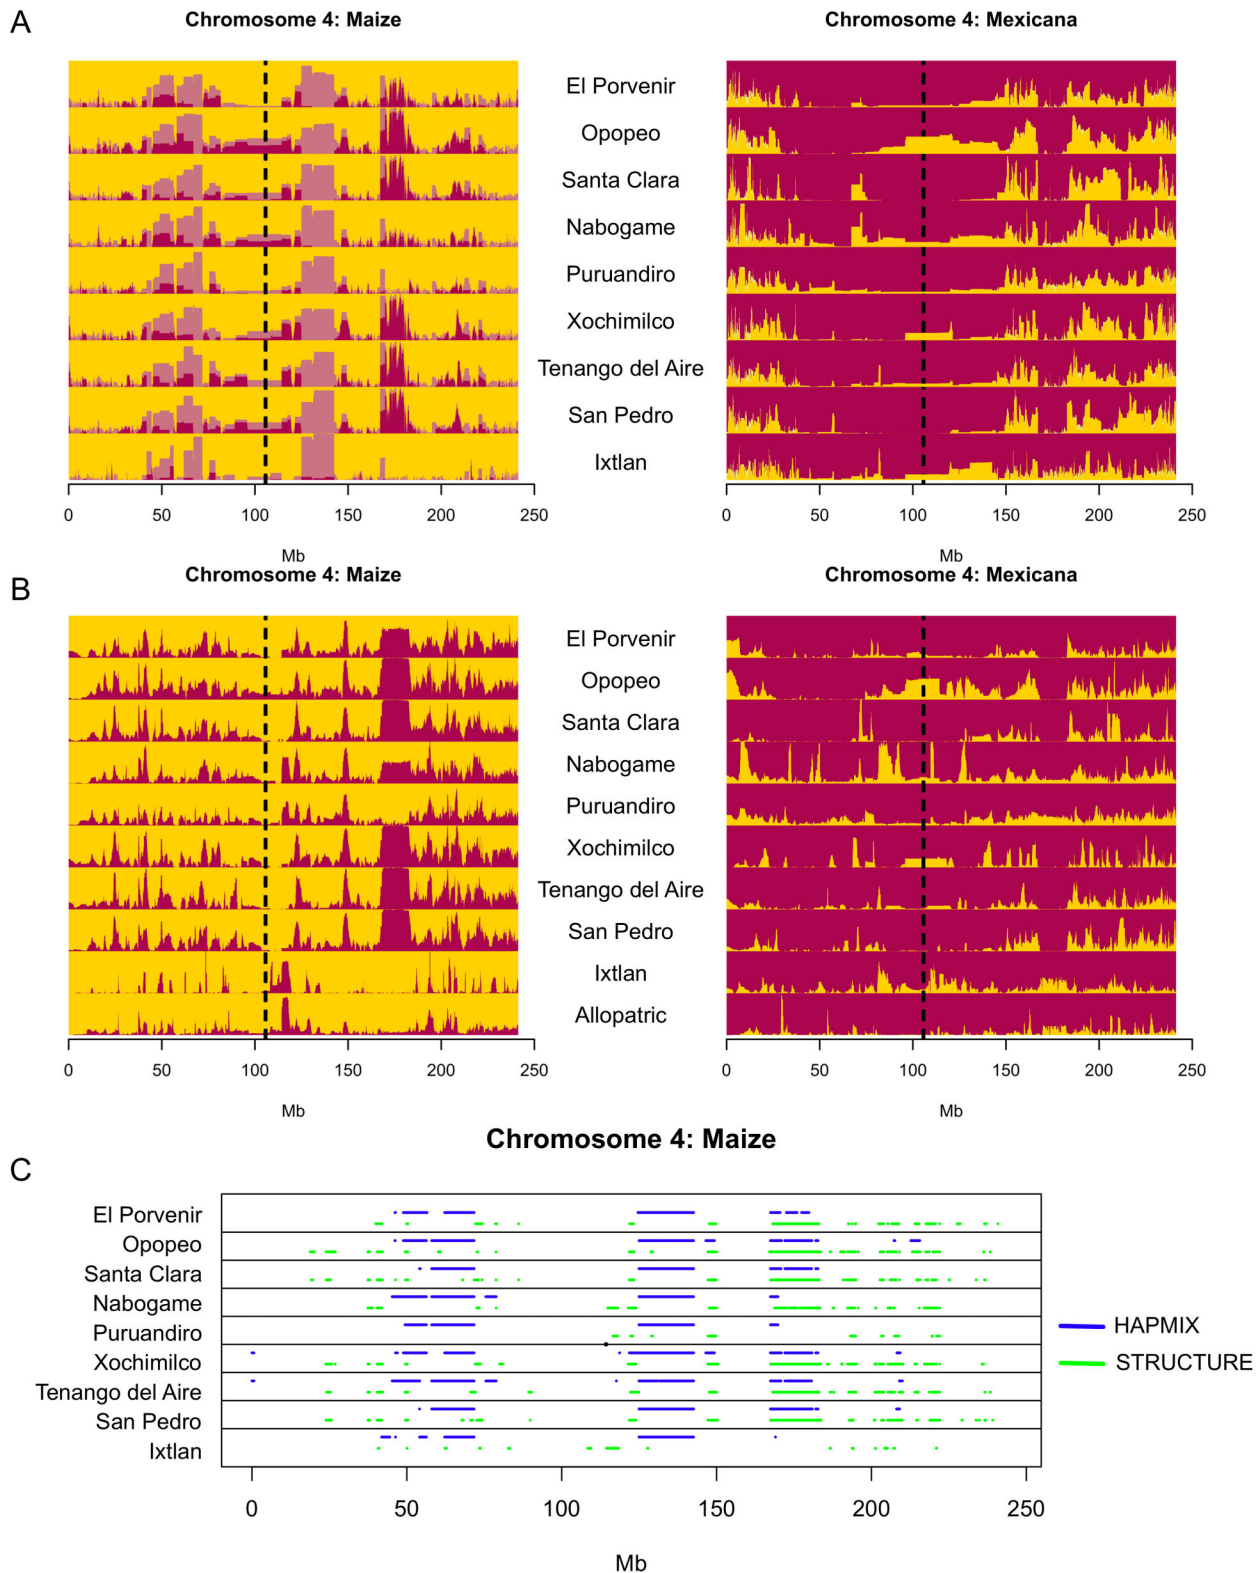 A
Chromosome 4: Maize
Chromosome 4: Mexicana
El Porvenir
Opopeo
Santa Clara
Nabogame
Puruandiro
Xochimilco
Tenango del Aire
San Pedro
Ixtlan
0 50 100 150 200 250
0 50 100 150 200 250
Mb
Mb
B
Chromosome 4: Maize
Chromosome 4: Mexicana
El Porvenir
Opopeo
Santa Clara
Nabogame
Puruandiro
Xochimilco
Tenango del Aire
San Pedro
Ixtlan
Allopatric
0 50 100 150 200 250
0 50 100 150 200 250
Mb
Mb
Chromosome 4: Maize
C
El Porvenir
Opopeo
Santa Clara
Nabogame
Puruandiro
Xochimilco
Tenango del Aire
San Pedro
Ixtlan
HAPMIX
STRUCTURE
0 50 100 150 200 250
Mb